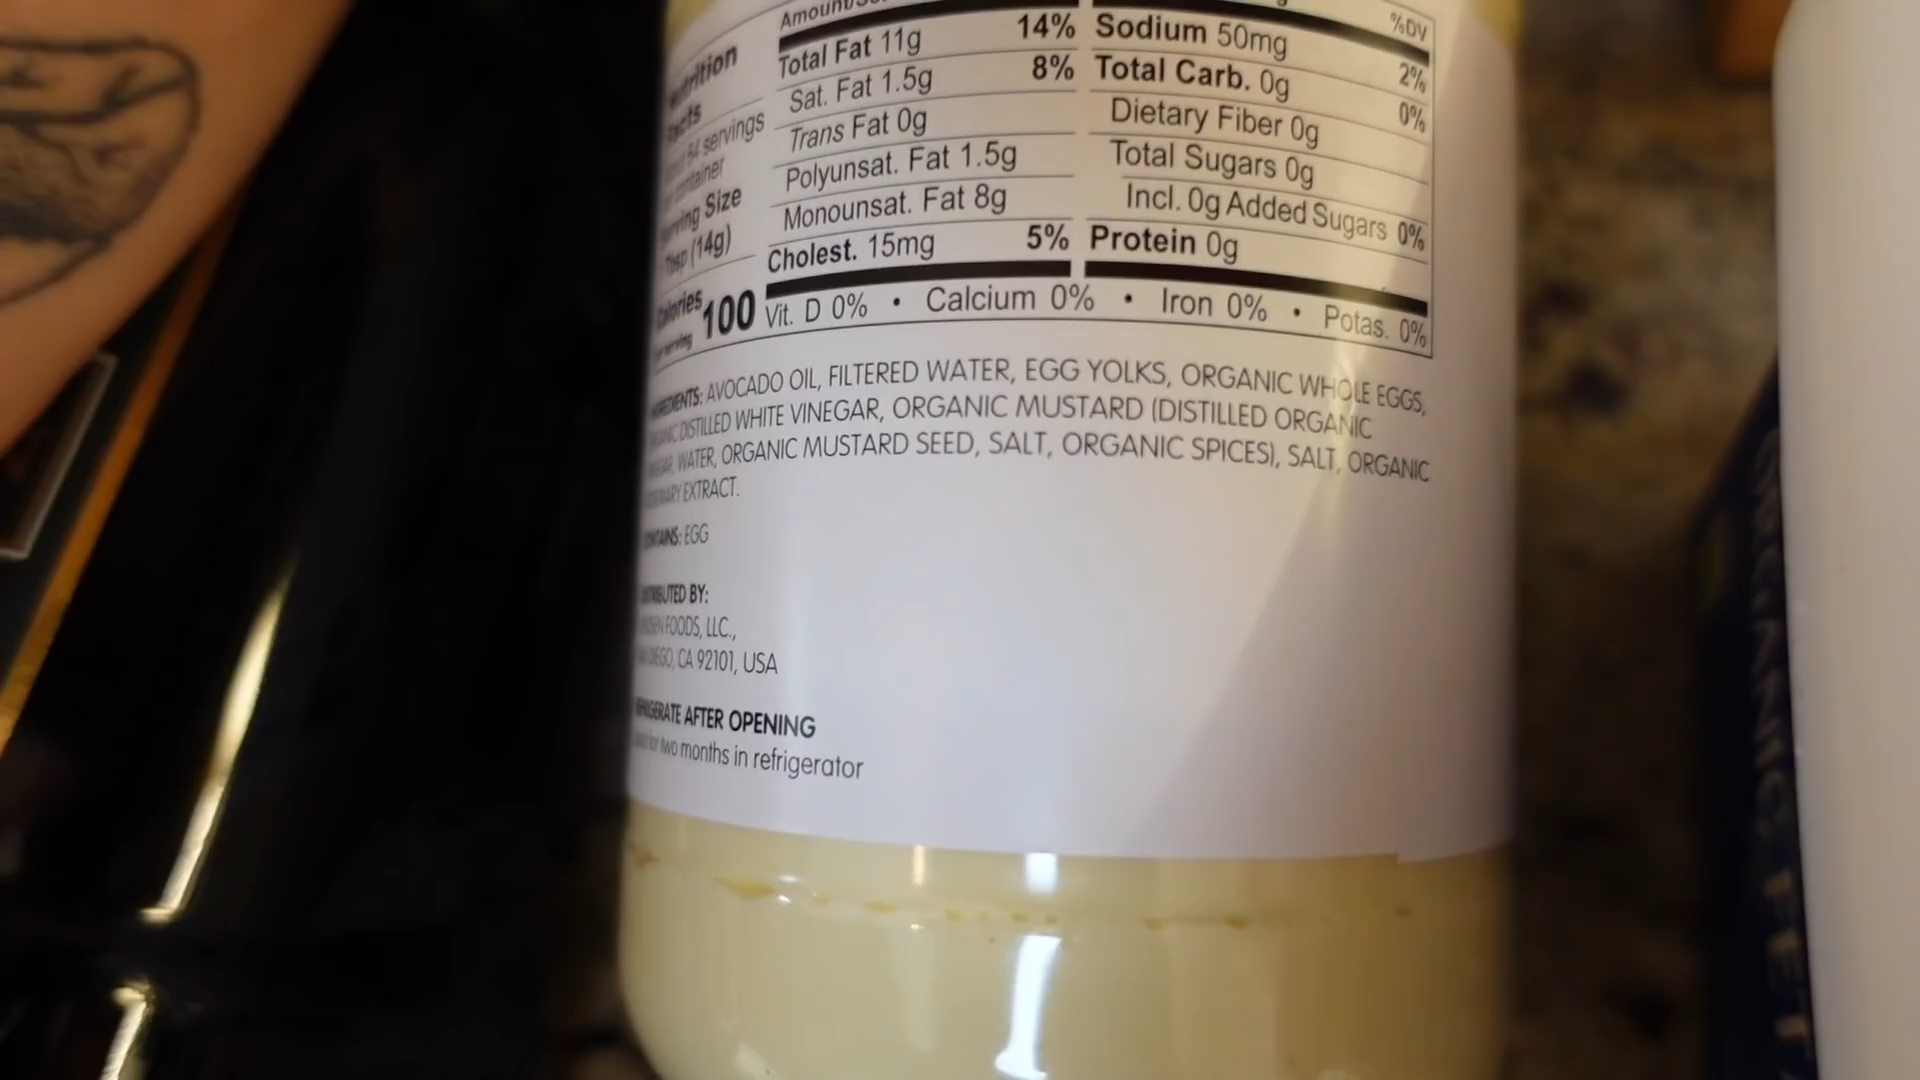 Total Fat 11g 14%
Sat. Fat 1.5g 8%
Trans Fat 0g
Polyunsat. Fat 1.5g
Monounsat. Fat 8g
Cholest. 15mg 5%
%DV
Sodium 50mg 2%
Total Carb. 0g 0%
Dietary Fiber 0g
Total Sugars 0g
Incl. 0g Added Sugars 0%
Protein 0g
servings
Size
(14g)
100
Vit. D 0% • Calcium 0% • Iron 0% • Potas. 0%
AVOCADO OIL, FILTERED WATER, EGG YOLKS, ORGANIC WHOLE EGGS,
DISTILLED WHITE VINEGAR, ORGANIC MUSTARD (DISTILLED ORGANIC
WATER, ORGANIC MUSTARD SEED, SALT, ORGANIC SPICES), SALT, ORGANIC
EXTRACT.
EGG
BY:
FOODS, LLC.,
CA 92101, USA
AFTER OPENING
two months in refrigerator
ORGANIC